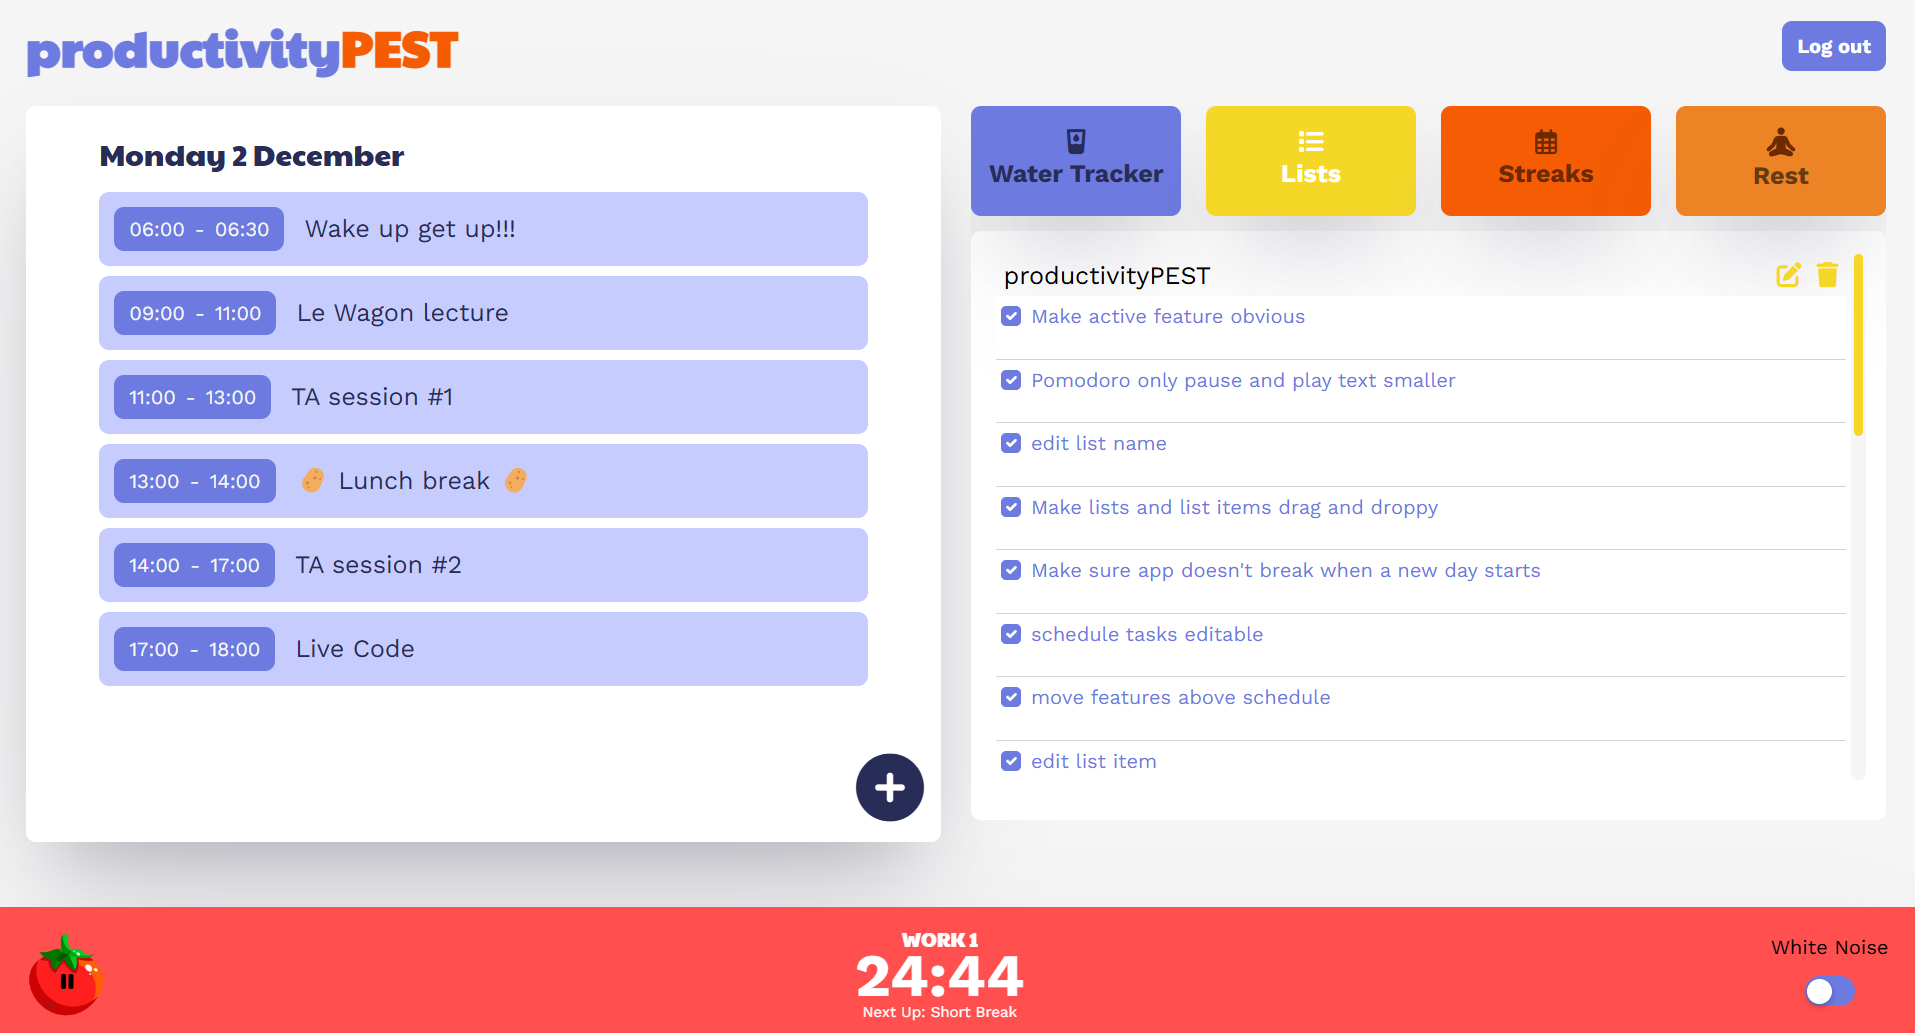 productivityPEST
Log out
Monday 2 December
06:00 - 06:30 Wake up get up!!!
09:00 - 11:00 Le Wagon lecture
11:00 - 13:00 TA session #1
13:00 - 14:00 🥔 Lunch break 🥔
14:00 - 17:00 TA session #2
17:00 - 18:00 Live Code
Water Tracker
Lists
Streaks
Rest
productivityPEST
Make active feature obvious
Pomodoro only pause and play text smaller
edit list name
Make lists and list items drag and droppy
Make sure app doesn't break when a new day starts
schedule tasks editable
move features above schedule
edit list item
WORK 1
24:44
Next Up: Short Break
White Noise